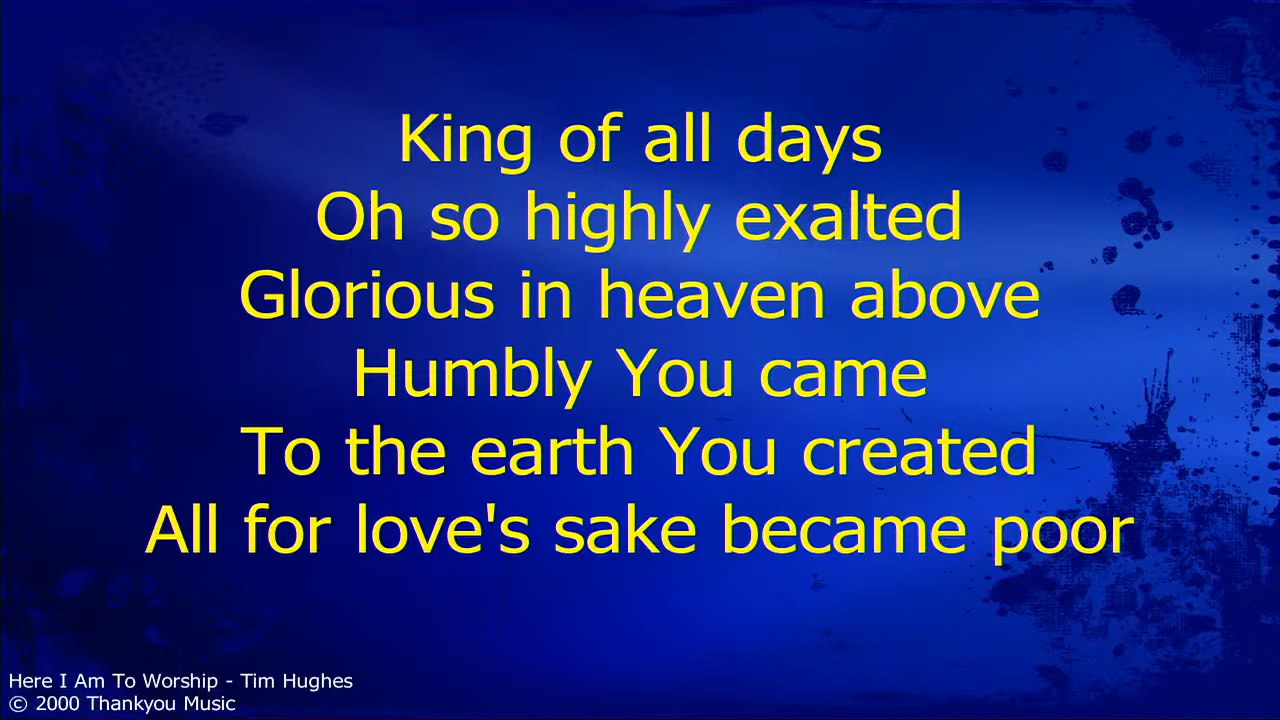 King of all days
Oh so highly exalted
Glorious in heaven above
Humbly You came
To the earth You created
All for love's sake became poor
Here I Am To Worship - Tim Hughes
© 2000 Thankyou Music